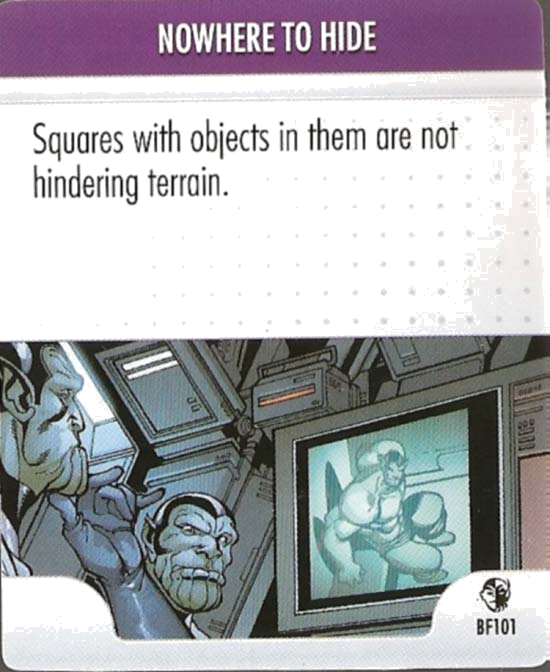 NOWHERE TO HIDE
Squares with objects in them are not
hindering terrain.
BF101